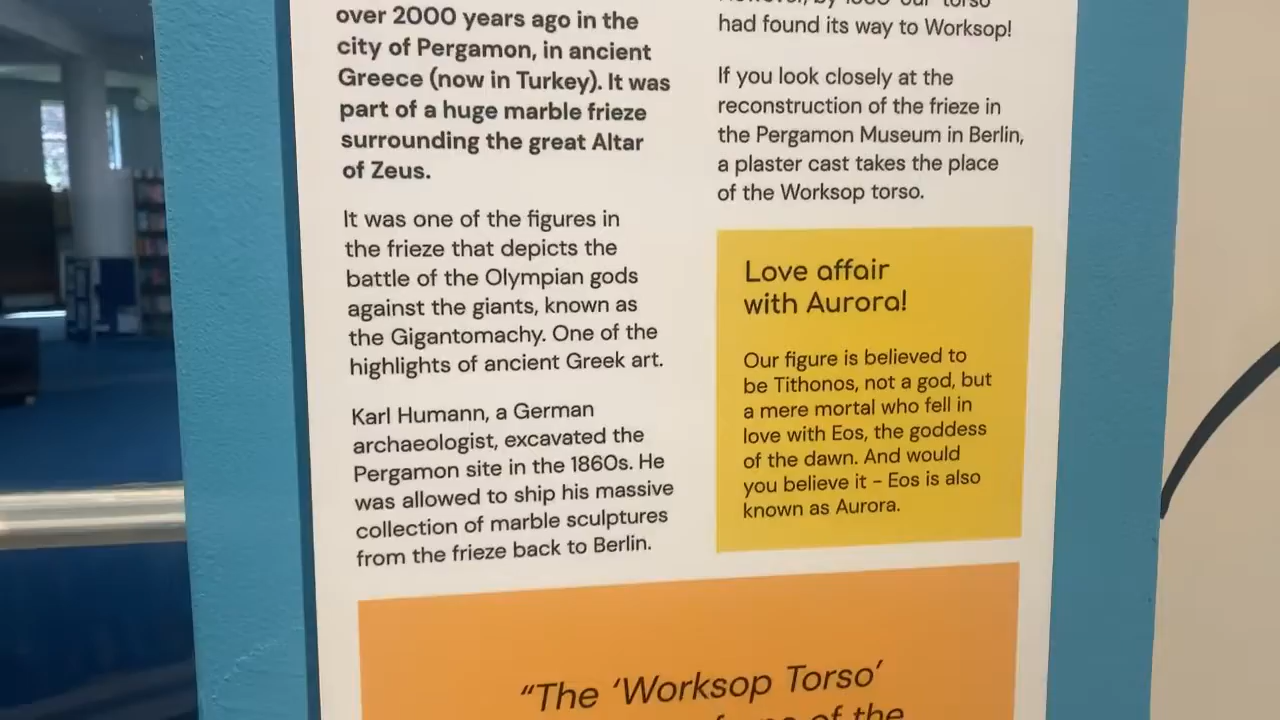 over 2000 years ago in the
city of Pergamon, in ancient
Greece (now in Turkey). It was
part of a huge marble frieze
surrounding the great Altar
of Zeus.
It was one of the figures in
the frieze that depicts the
battle of the Olympian gods
against the giants, known as
the Gigantomachy. One of the
highlights of ancient Greek art.
Karl Humann, a German
archaeologist, excavated the
Pergamon site in the 1860s. He
was allowed to ship his massive
collection of marble sculptures
from the frieze back to Berlin.
torso
had found its way to Worksop!
If you look closely at the
reconstruction of the frieze in
the Pergamon Museum in Berlin,
a plaster cast takes the place
of the Worksop torso.
Love affair
with Aurora!
Our figure is believed to
be Tithonos, not a god, but
a mere mortal who fell in
love with Eos, the goddess
of the dawn. And would
you believe it – Eos is also
known as Aurora.
“The ‘Worksop Torso’
of the